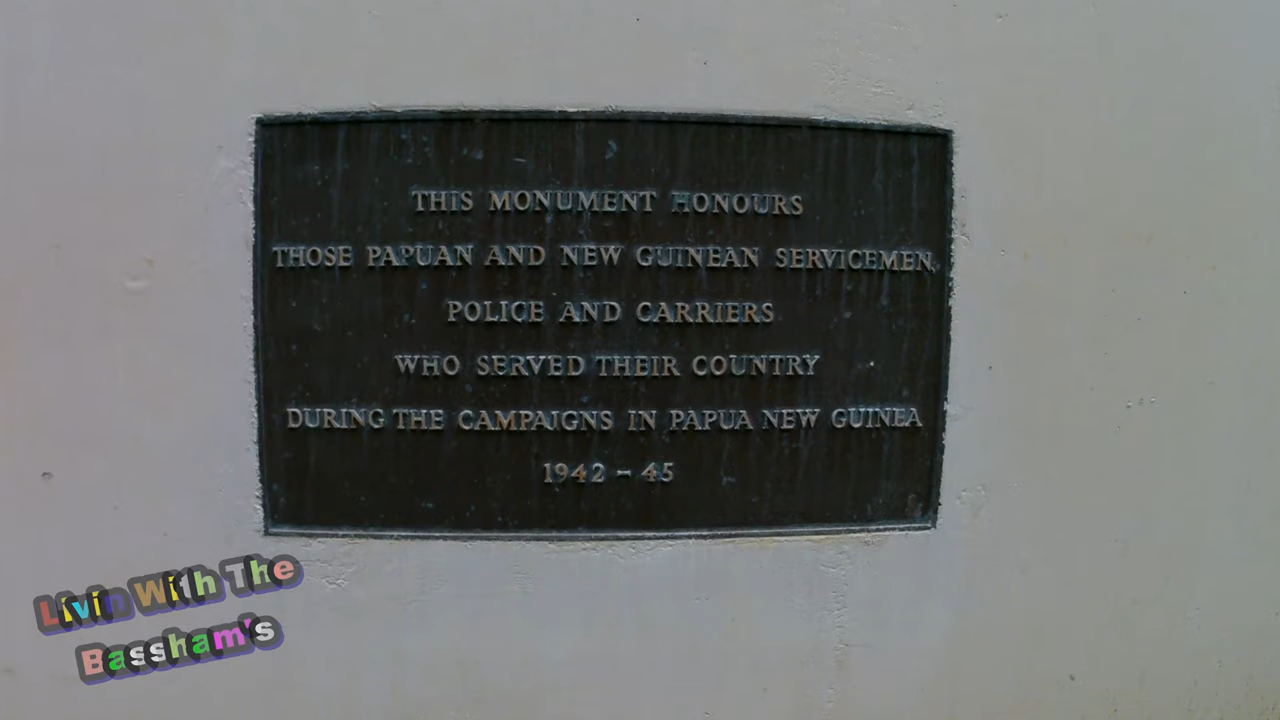 THIS MONUMENT HONOURS
THOSE PAPUAN AND NEW GUINEAN SERVICEMEN,
POLICE AND CARRIERS
WHO SERVED THEIR COUNTRY
DURING THE CAMPAIGNS IN PAPUA NEW GUINEA
1942 - 45
Livin With The
Bassham's